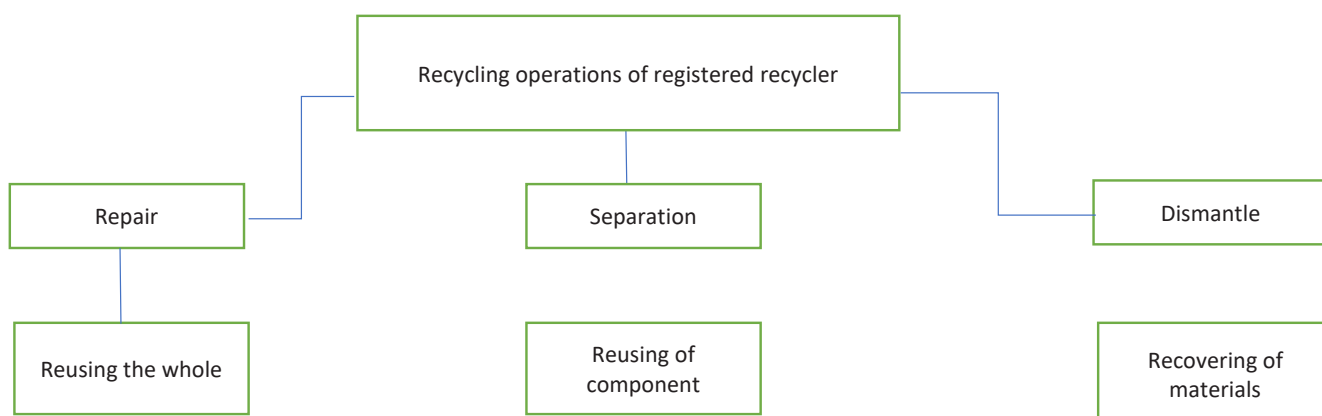 Recycling operations of registered recycler
Repair
Separation
Dismantle
Reusing the whole
Reusing of
component
Recovering of
materials